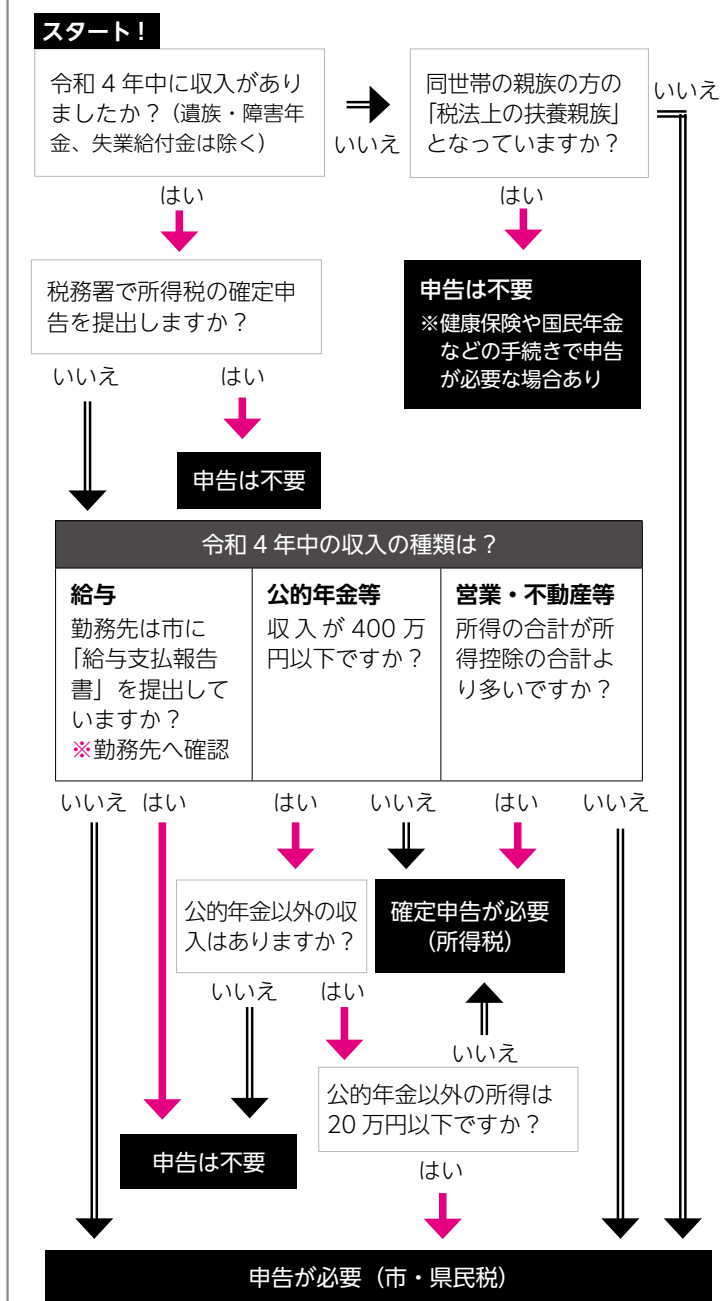 スタート！
令和 4 年中に収入があり
ましたか？（遺族・障害年
金、失業給付金は除く）
いいえ
同世帯の親族の方の
「税法上の扶養親族」
となっていますか？
いいえ
はい
はい
税務署で所得税の確定申
告を提出しますか？
申告は不要
※健康保険や国民年金
などの手続きで申告
が必要な場合あり
いいえ
はい
申告は不要
令和 4 年中の収入の種類は？
給与
勤務先は市に
「給与支払報告
書」を提出して
いますか？
※勤務先へ確認
公的年金等
収入が 400 万
円以下ですか？
営業・不動産等
所得の合計が所
得控除の合計よ
り多いですか？
いいえ
はい
はい
いいえ
はい
いいえ
公的年金以外の収
入はありますか？
確定申告が必要
（所得税）
いいえ
はい
いいえ
公的年金以外の所得は
20 万円以下ですか？
申告は不要
はい
申告が必要（市・県民税）